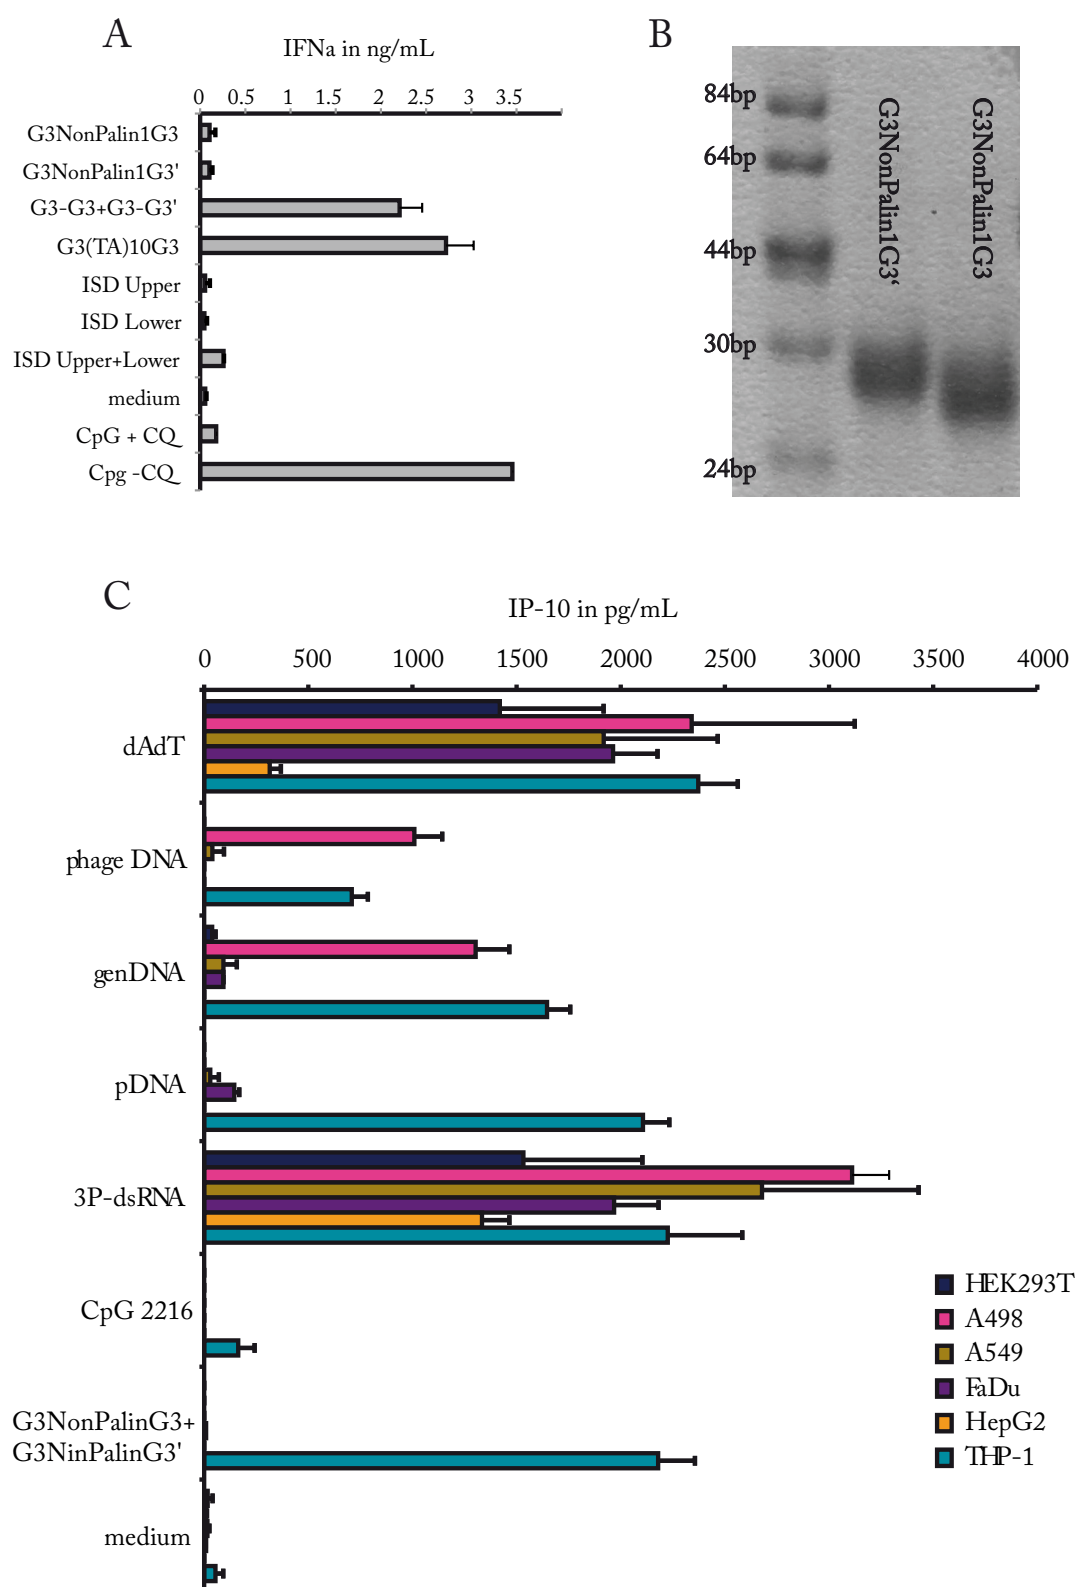 A
IFNa in ng/mL
0 0.5 1 1.5 2 2.5 3 3.5
G3NonPalin1G3
G3NonPalin1G3'
G3-G3+G3-G3'
G3(TA)10G3
ISD Upper
ISD Lower
ISD Upper+Lower
medium
CpG + CQ
Cpg -CQ
B
84bp
64bp
44bp
30bp
24bp
G3NonPalin1G3‘
G3NonPalin1G3
C
IP-10 in pg/mL
0 500 1000 1500 2000 2500 3000 3500 4000
dAdT
phage DNA
genDNA
pDNA
3P-dsRNA
CpG 2216
G3NonPalinG3+
G3NinPalinG3'
medium
HEK293T
A498
A549
FaDu
HepG2
THP-1